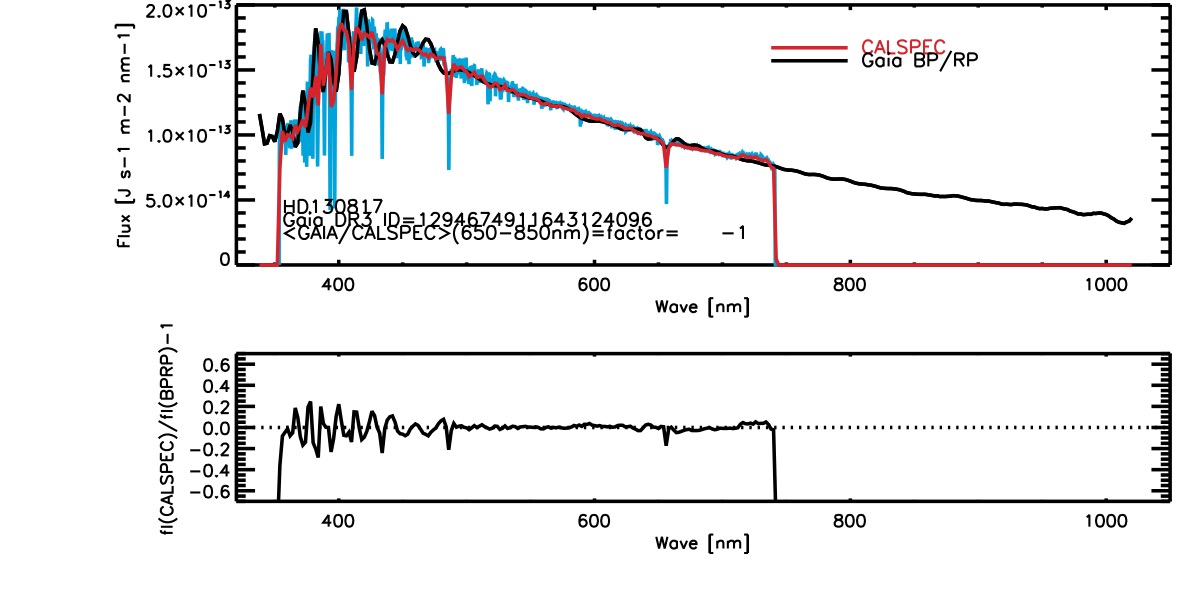 2.0×10⁻¹³
1.5×10⁻¹³
1.0×10⁻¹³
5.0×10⁻¹⁴
0
Flux [J s−1 m−2 nm−1]
CALSPEC
Gaia BP/RP
HD130817
Gaia DR3 ID=1294674911643124096
<GAIA/CALSPEC>(650−850nm)=factor= −1
400 600 800 1000
Wave [nm]
fl(CALSPEC)/fl(BPRP)−1
0.6
0.4
0.2
0.0
−0.2
−0.4
−0.6
400 600 800 1000
Wave [nm]